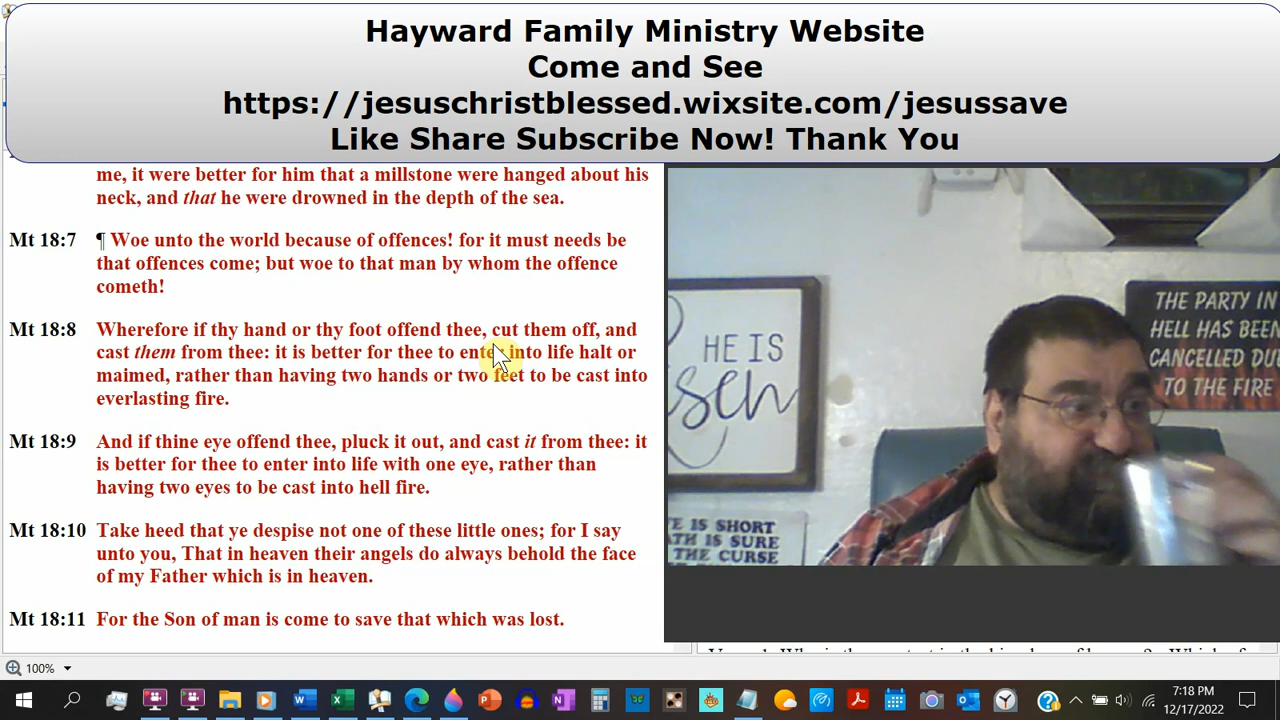 Hayward Family Ministry Website
Come and See
https://jesuschristblessed.wixsite.com/jesussave
Like Share Subscribe Now! Thank You
me, it were better for him that a millstone were hanged about his
neck, and that he were drowned in the depth of the sea.
Mt 18:7 ¶ Woe unto the world because of offences! for it must needs be
that offences come; but woe to that man by whom the offence
cometh!
Mt 18:8 Wherefore if thy hand or thy foot offend thee, cut them off, and
cast them from thee: it is better for thee to enter into life halt or
maimed, rather than having two hands or two feet to be cast into
everlasting fire.
Mt 18:9 And if thine eye offend thee, pluck it out, and cast it from thee: it
is better for thee to enter into life with one eye, rather than
having two eyes to be cast into hell fire.
Mt 18:10 Take heed that ye despise not one of these little ones; for I say
unto you, That in heaven their angels do always behold the face
of my Father which is in heaven.
Mt 18:11 For the Son of man is come to save that which was lost.
HE IS
risen
THE PARTY IN
HELL HAS BEEN
CANCELLED DU
TO THE FIRE
E IS SHORT
TH IS SURE
THE CURSE
100%
7:18 PM
12/17/2022